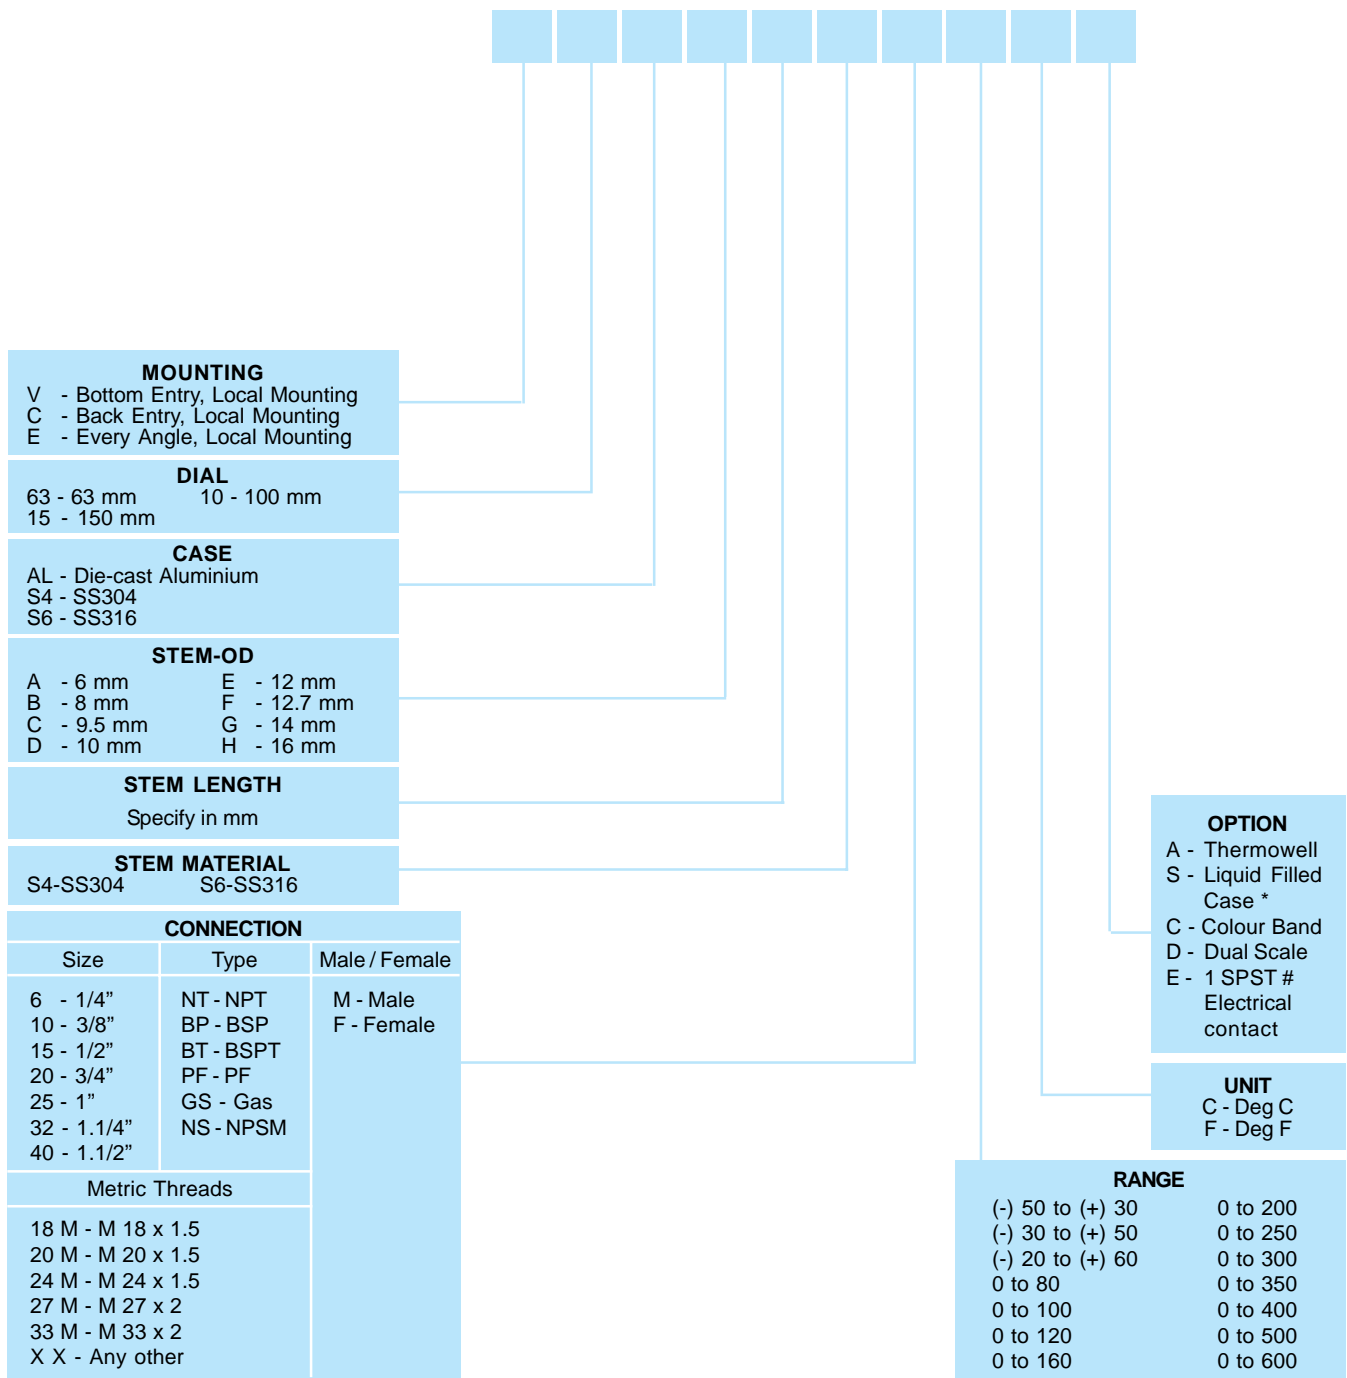 MOUNTING
V - Bottom Entry, Local Mounting
C - Back Entry, Local Mounting
E - Every Angle, Local Mounting
DIAL
63 - 63 mm 10 - 100 mm
15 - 150 mm
CASE
AL - Die-cast Aluminium
S4 - SS304
S6 - SS316
STEM-OD
A - 6 mm E - 12 mm
B - 8 mm F - 12.7 mm
C - 9.5 mm G - 14 mm
D - 10 mm H - 16 mm
STEM LENGTH
Specify in mm
STEM MATERIAL
S4-SS304 S6-SS316
CONNECTION
Size Type Male / Female
6 - 1/4” NT - NPT M - Male
10 - 3/8” BP - BSP F - Female
15 - 1/2” BT - BSPT
20 - 3/4” PF - PF
25 - 1” GS - Gas
32 - 1.1/4” NS - NPSM
40 - 1.1/2”
Metric Threads
18 M - M 18 x 1.5
20 M - M 20 x 1.5
24 M - M 24 x 1.5
27 M - M 27 x 2
33 M - M 33 x 2
X X - Any other
OPTION
A - Thermowell
S - Liquid Filled
Case *
C - Colour Band
D - Dual Scale
E - 1 SPST #
Electrical
contact
UNIT
C - Deg C
F - Deg F
RANGE
(-) 50 to (+) 30 0 to 200
(-) 30 to (+) 50 0 to 250
(-) 20 to (+) 60 0 to 300
0 to 80 0 to 350
0 to 100 0 to 400
0 to 120 0 to 500
0 to 160 0 to 600